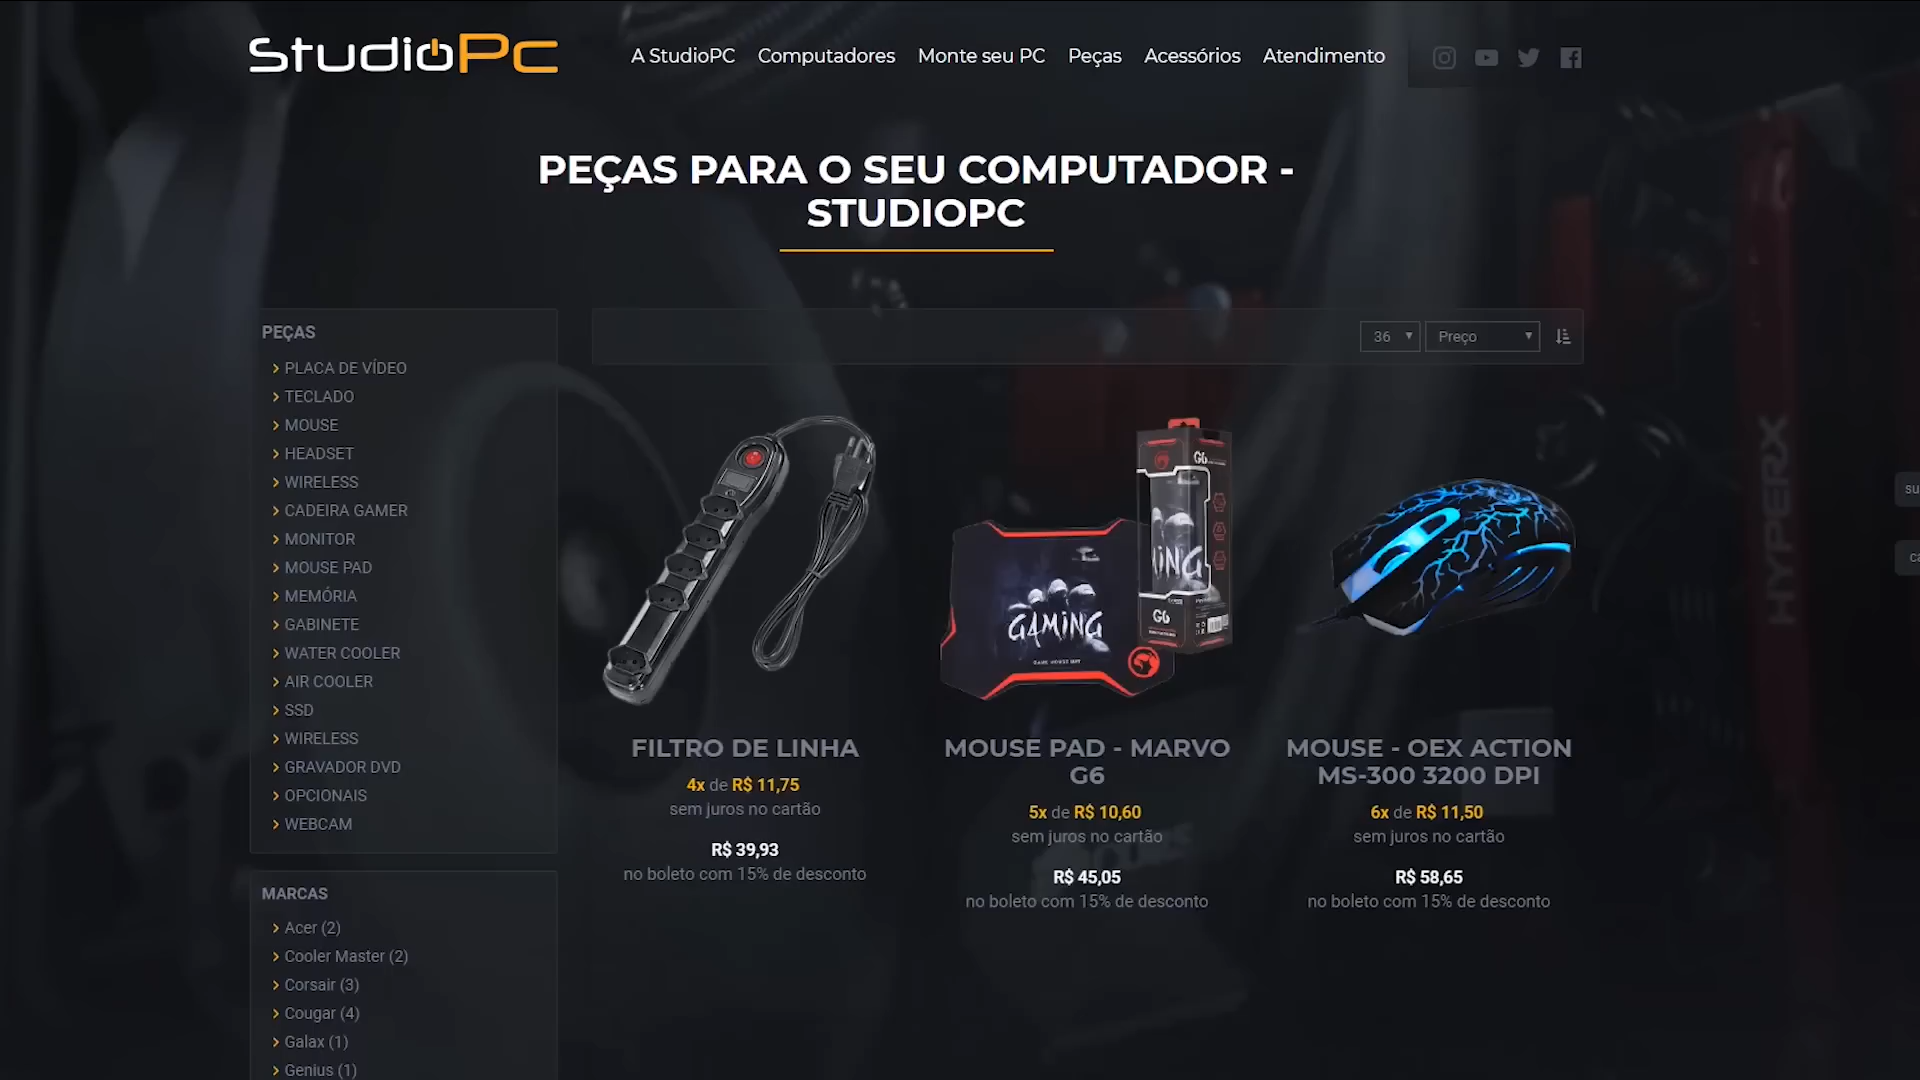 StudioPC
A StudioPC Computadores Monte seu PC Peças Acessórios Atendimento
PEÇAS PARA O SEU COMPUTADOR -
STUDIOPC
36 Preço
PEÇAS
PLACA DE VÍDEO
TECLADO
MOUSE
HEADSET
WIRELESS
CADEIRA GAMER
MONITOR
MOUSE PAD
MEMÓRIA
GABINETE
WATER COOLER
AIR COOLER
SSD
WIRELESS
GRAVADOR DVD
OPCIONAIS
WEBCAM
MARCAS
Acer (2)
Cooler Master (2)
Corsair (3)
Cougar (4)
Galax (1)
Genius (1)
FILTRO DE LINHA
4x de R$ 11,75
sem juros no cartão
R$ 39,93
no boleto com 15% de desconto
G6
GAMING
G6
MOUSE PAD - MARVO
G6
5x de R$ 10,60
sem juros no cartão
R$ 45,05
no boleto com 15% de desconto
MOUSE - OEX ACTION
MS-300 3200 DPI
6x de R$ 11,50
sem juros no cartão
R$ 58,65
no boleto com 15% de desconto
HYPERX
su
ca